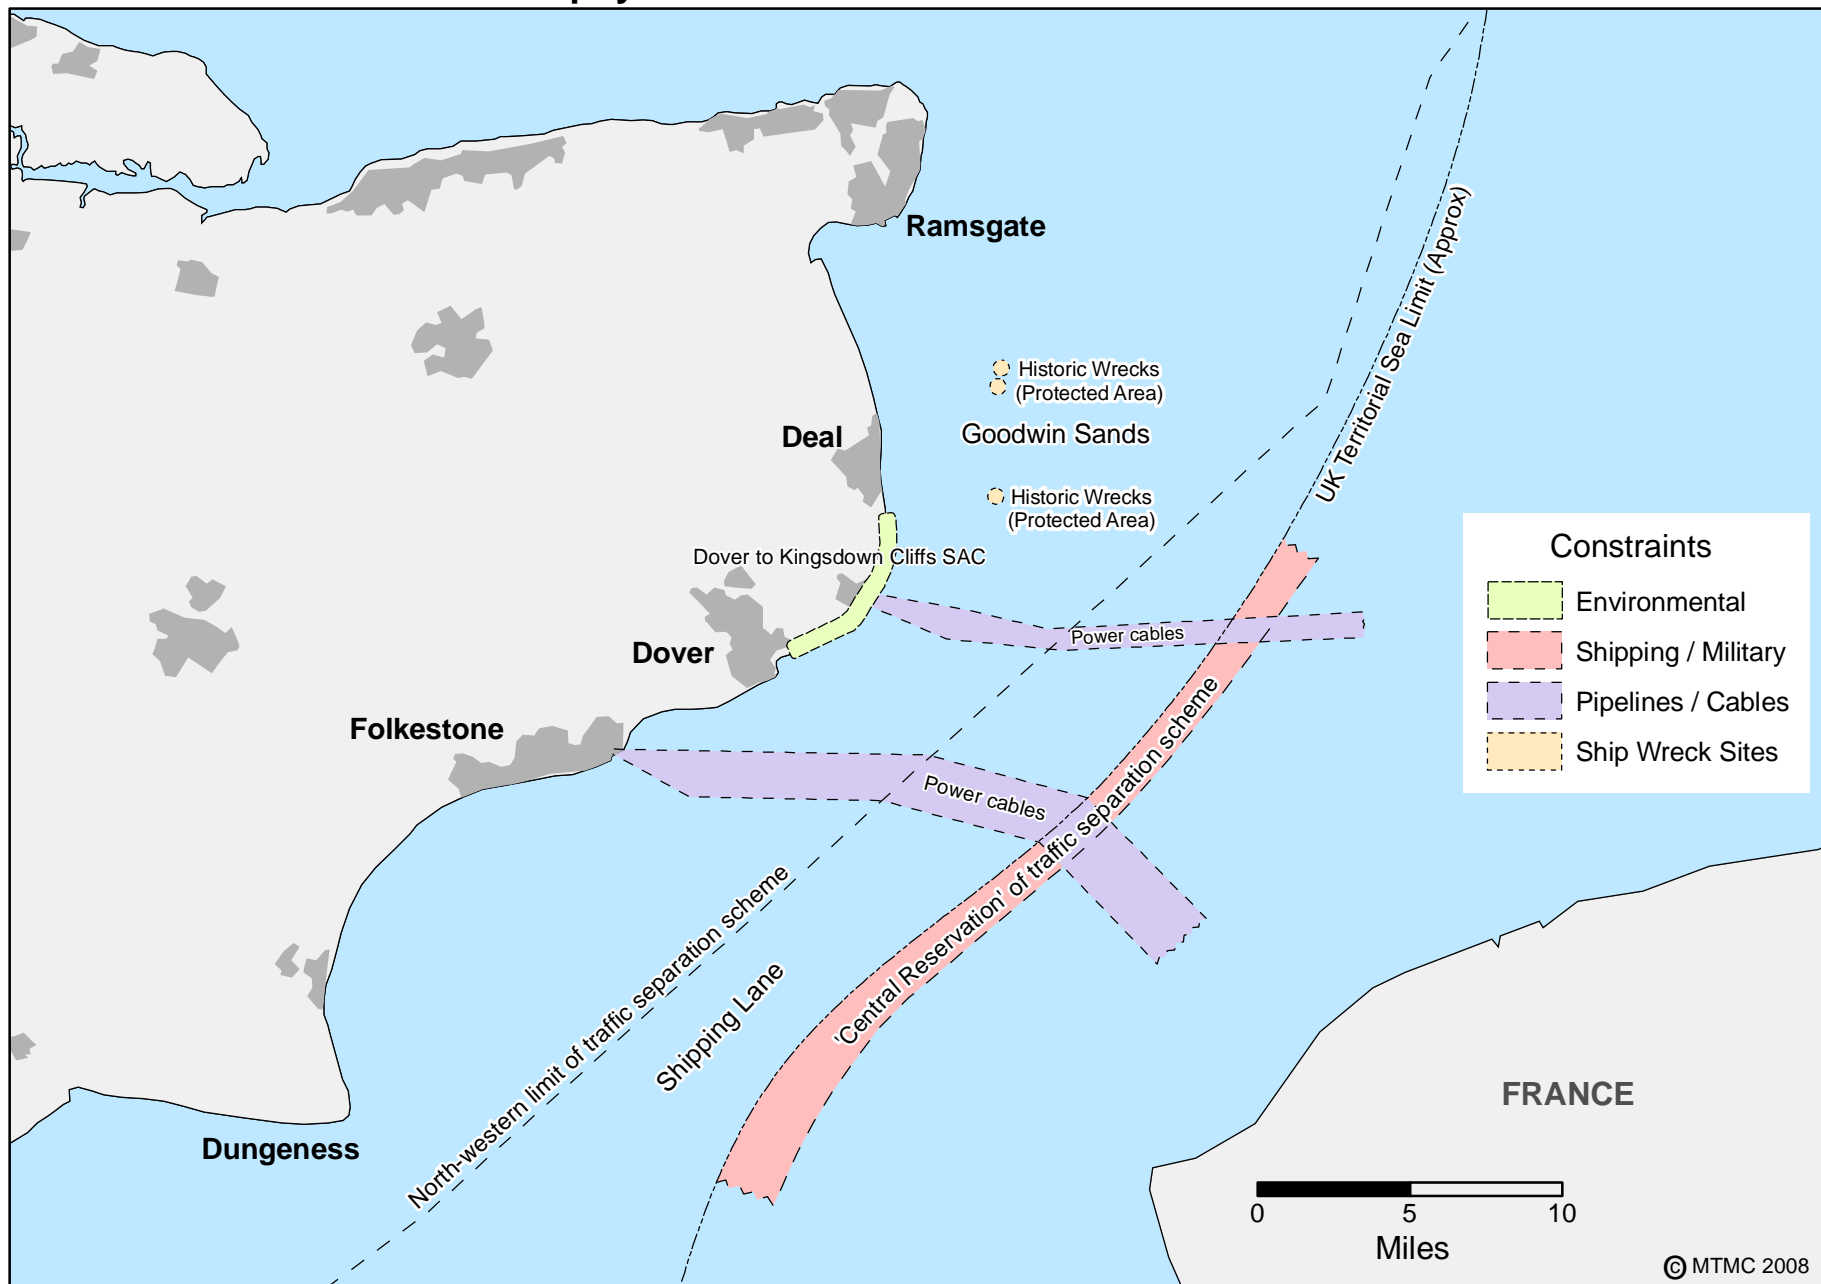 Ramsgate
UK Territorial Sea Limit (Approx)
Historic Wrecks
(Protected Area)
Deal
Goodwin Sands
Historic Wrecks
(Protected Area)
Dover to Kingsdown Cliffs SAC
Constraints
Environmental
Shipping / Military
Pipelines / Cables
Ship Wreck Sites
Power cables
Dover
Folkestone
Power cables
'Central Reservation' of traffic separation scheme
North-western limit of traffic separation scheme
Shipping Lane
Dungeness
FRANCE
0 5 10
Miles
© MTMC 2008